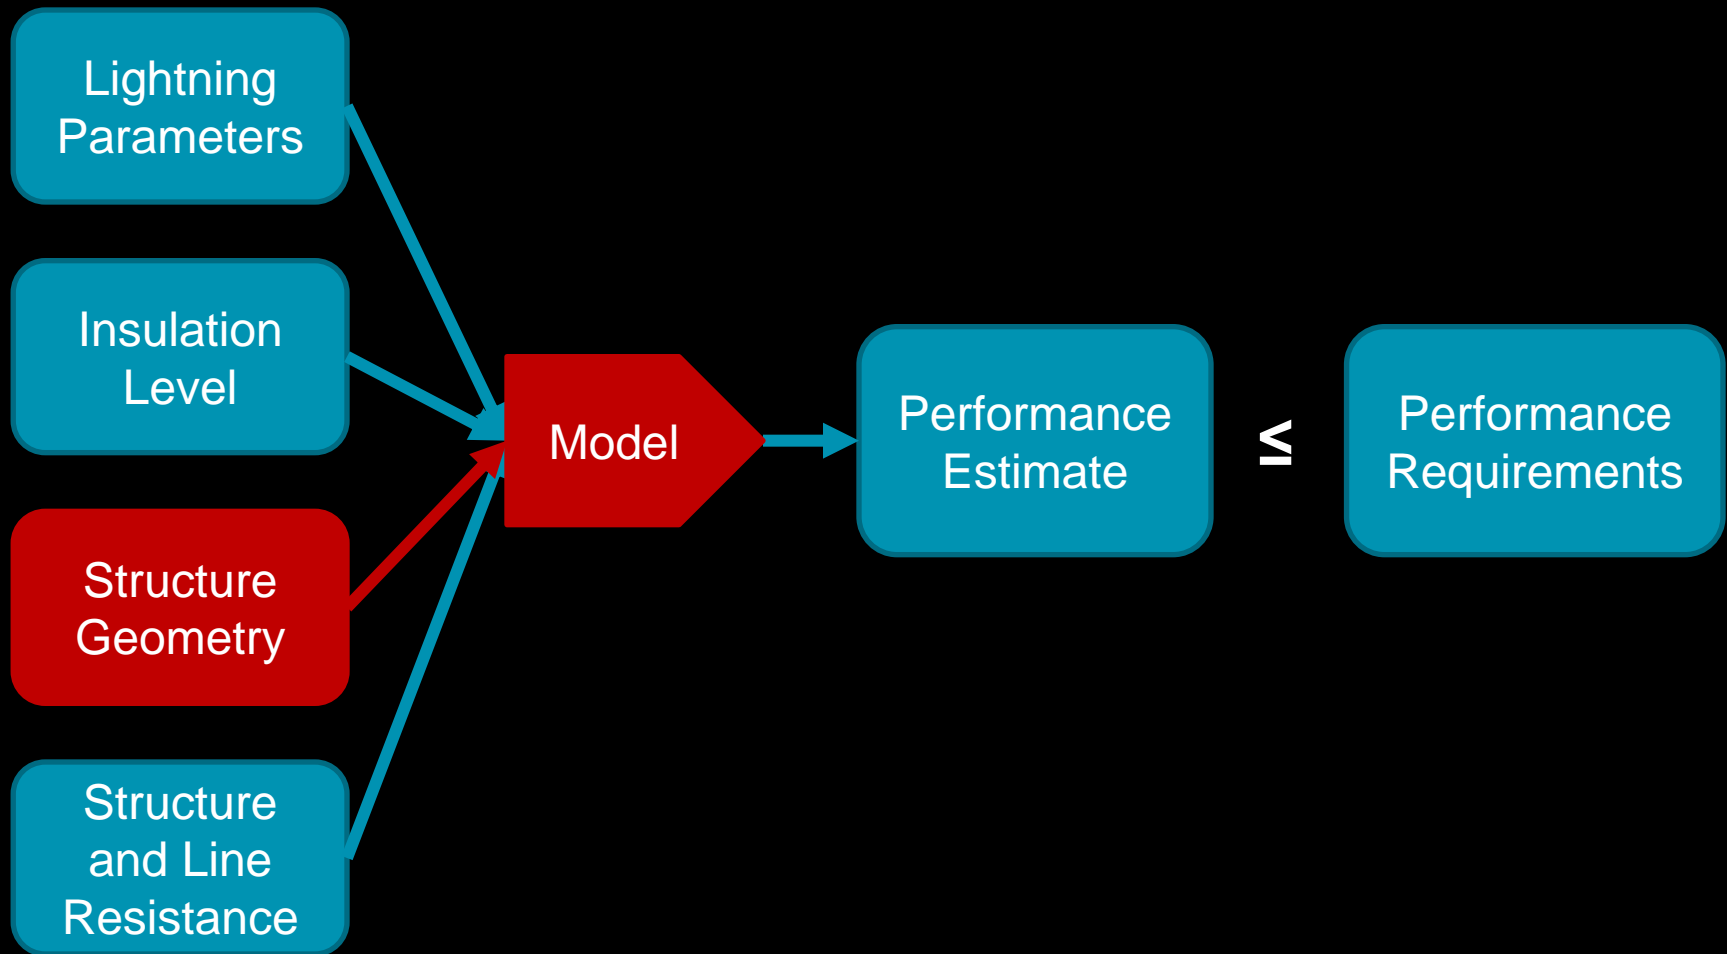 Lightning
Parameters
Insulation
Level
Structure
Geometry
Structure
and Line
Resistance
Model
Performance
Estimate
≤
Performance
Requirements